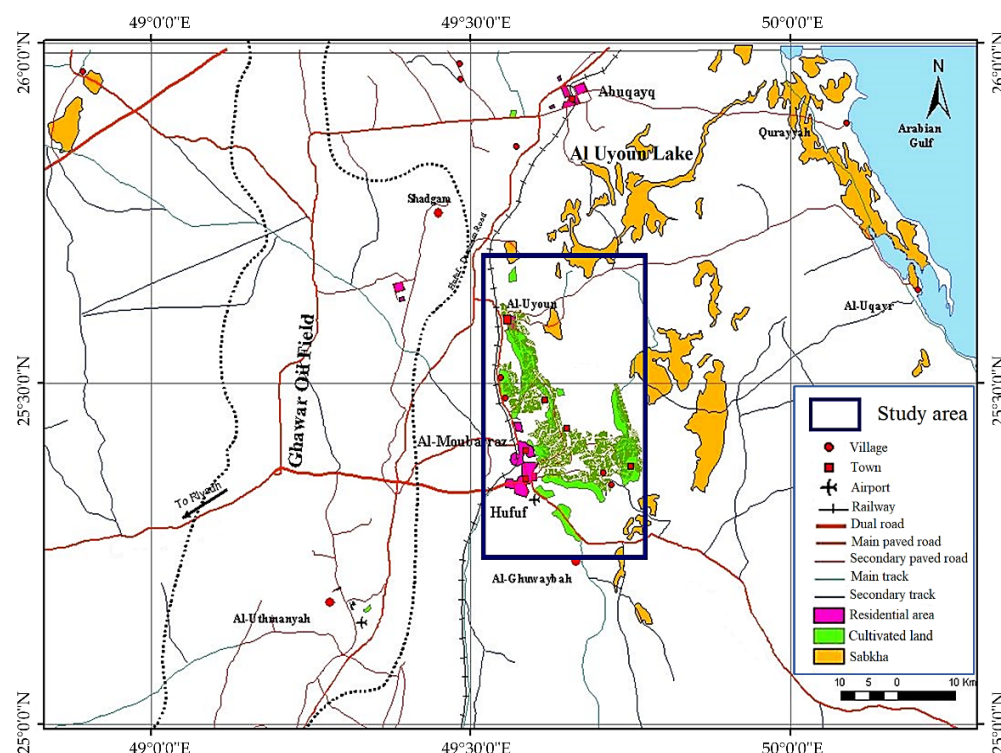 49°0'0"E 49°30'0"E 50°0'0"E
26°0'0"N
26°0'0"N
N
Abuqayq
Qurayyah
Arabian
Gulf
Al Uyoun Lake
Shadgam
Hufuf- Dammam Road
Al-Uyoun
Al-Uqayr
25°30'0"N
25°30'0"N
Ghawar Oil Field
Al-Moubarraz
To Riyadh
Hufuf
Al-Ghuwaybah
Al-Uthmanyah
Study area
Village
Town
Airport
Railway
Dual road
Main paved road
Secondary paved road
Main track
Secondary track
Residential area
Cultivated land
Sabkha
10 5 0 10 Km
25°0'0"N
25°0'0"N
49°0'0"E 49°30'0"E 50°0'0"E